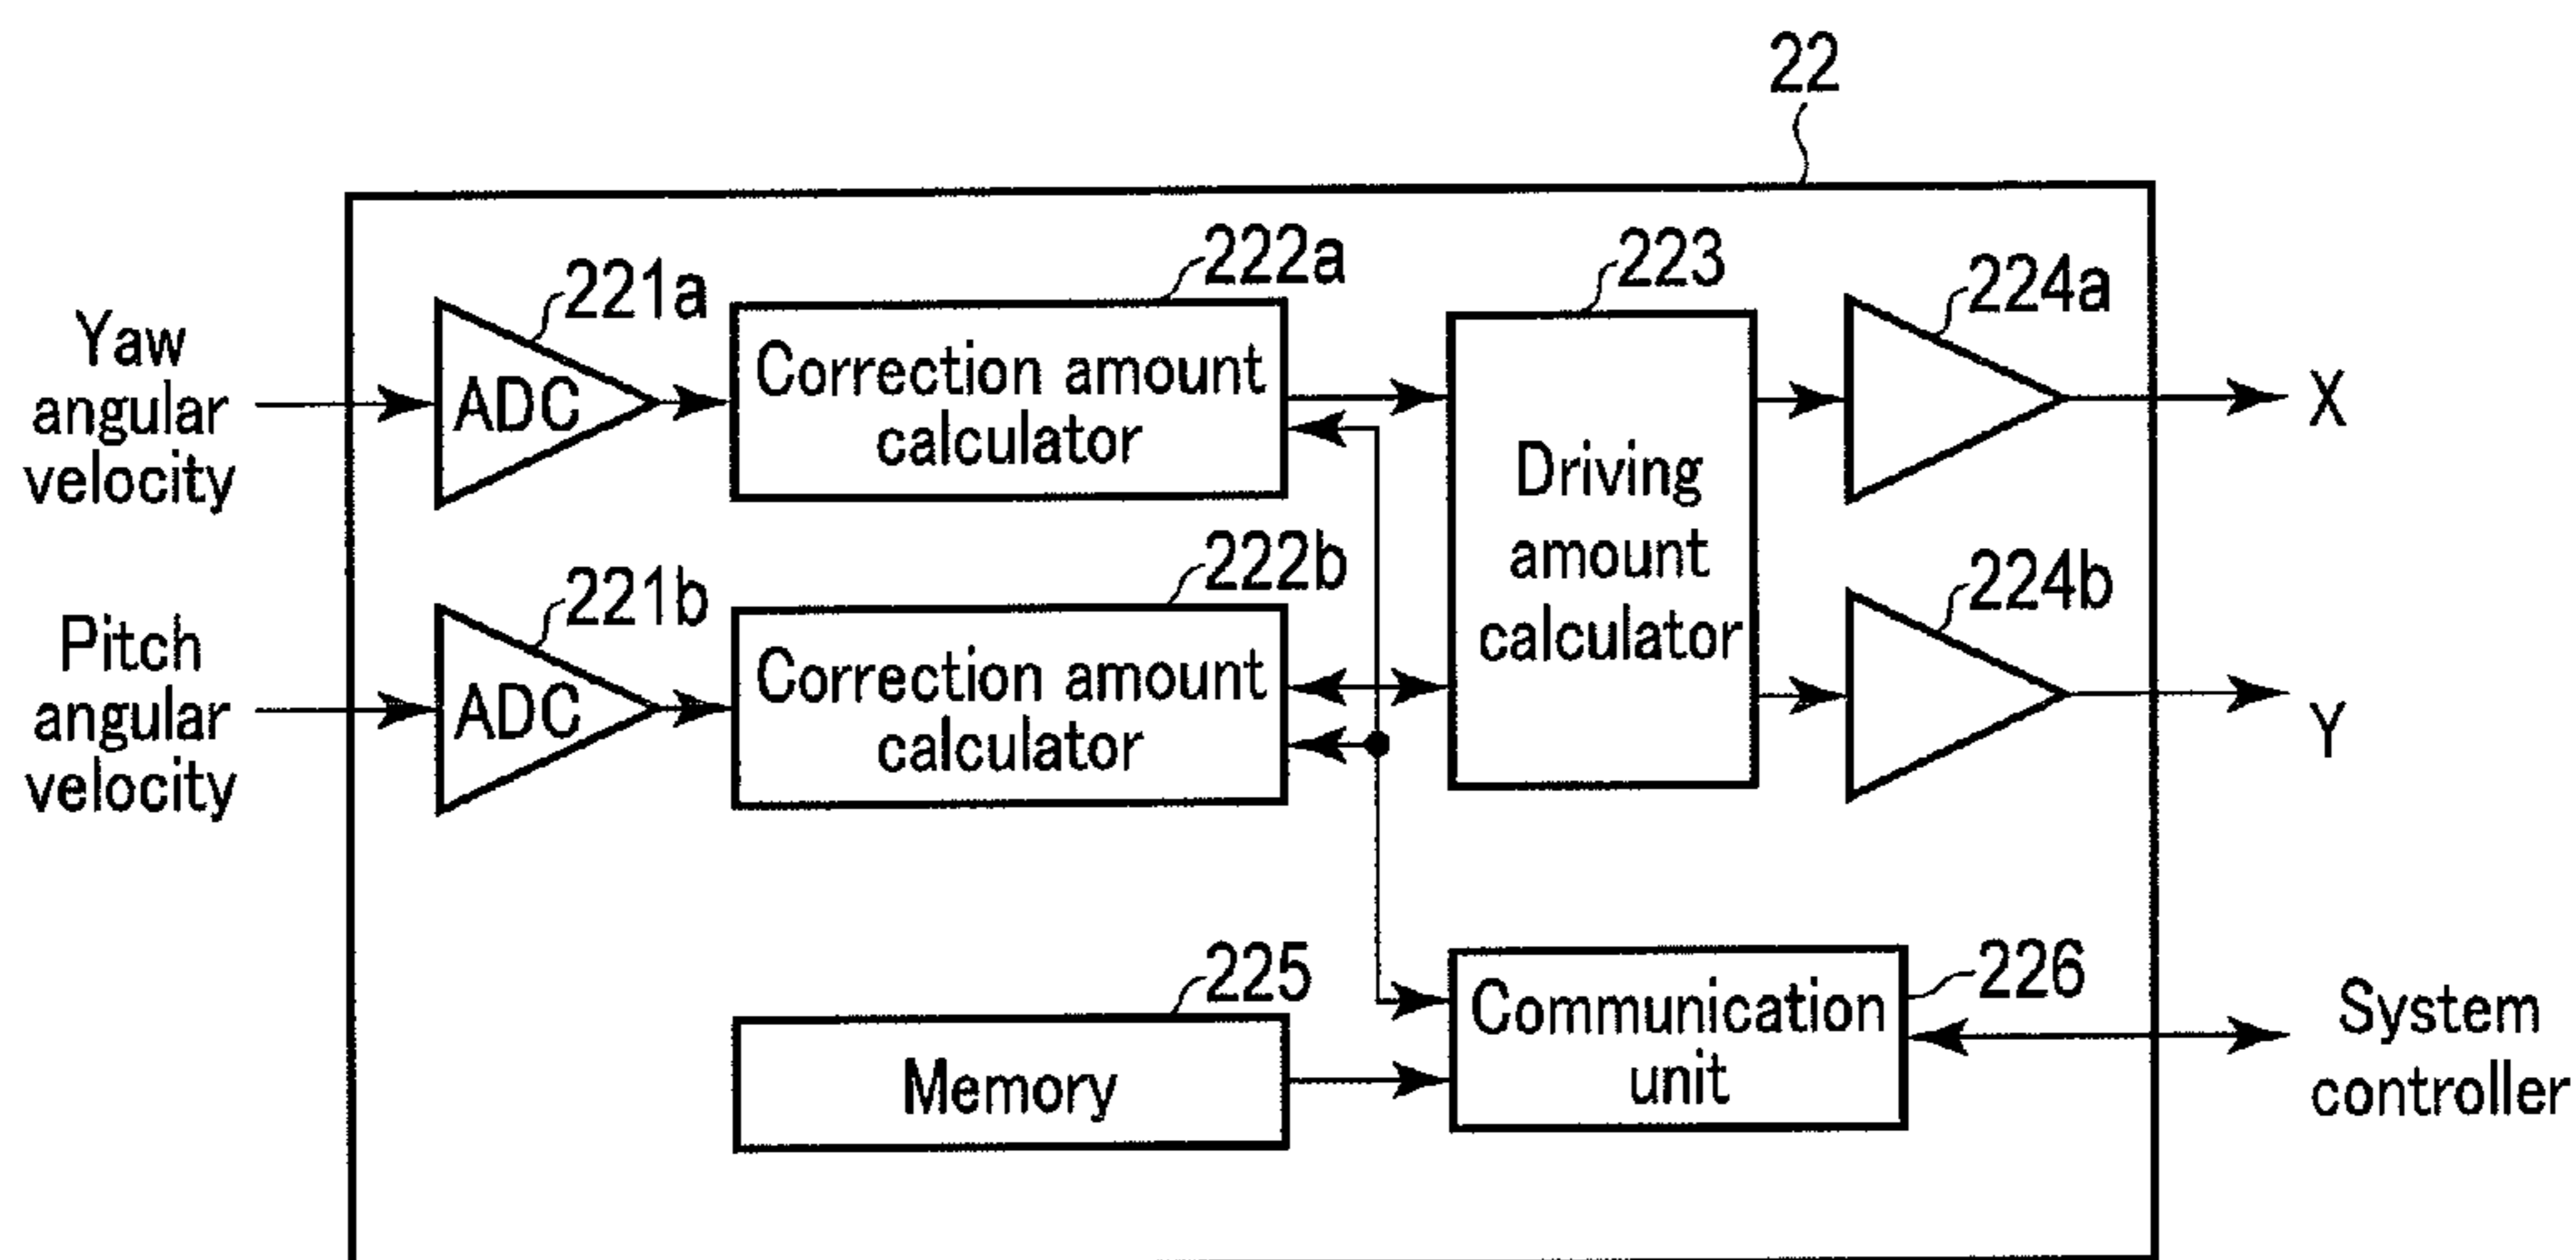 22
Yaw
angular
velocity
221a
ADC
222a
Correction amount
calculator
223
Driving
amount
calculator
224a
X
Pitch
angular
velocity
221b
ADC
222b
Correction amount
calculator
224b
Y
225
Memory
226
Communication
unit
System
controller